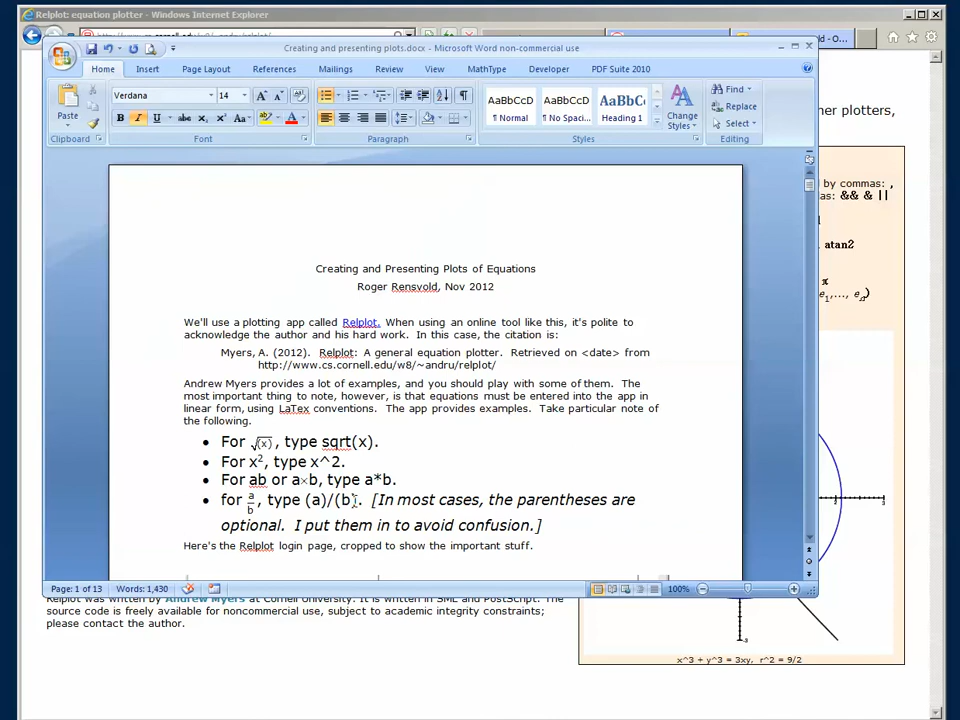 Relplot: equation plotter - Windows Internet Explorer
Creating and presenting plots.docx - Microsoft Word non-commercial use
Home Insert Page Layout References Mailings Review View MathType Developer PDF Suite 2010
Paste
Verdana 14
AaBbCcD AaBbCcD AaBbC
¶ Normal ¶ No Spaci... Heading 1
Change Styles
Find
Replace
Select
Clipboard Font Paragraph Styles Editing
her plotters,
by commas: ,
as: && & ||
atan2
π
Creating and Presenting Plots of Equations
Roger Rensvold, Nov 2012
We'll use a plotting app called Relplot. When using an online tool like this, it's polite to
acknowledge the author and his hard work. In this case, the citation is:
Myers, A. (2012). Relplot: A general equation plotter. Retrieved on <date> from
http://www.cs.cornell.edu/w8/~andru/relplot/
Andrew Myers provides a lot of examples, and you should play with some of them. The
most important thing to note, however, is that equations must be entered into the app in
linear form, using LaTex conventions. The app provides examples. Take particular note of
the following.
• For √(x), type sqrt(x).
• For x², type x^2.
• For ab or a×b, type a*b.
• for a/b, type (a)/(b). [In most cases, the parentheses are
optional. I put them in to avoid confusion.]
Here's the Relplot login page, cropped to show the important stuff.
Page: 1 of 13 Words: 1,430 100%
Relplot was written by Andrew Myers at Cornell University. It is written in SML and PostScript. The
source code is freely available for noncommercial use, subject to academic integrity constraints;
please contact the author.
2 3
-3
x^3 + y^3 = 3xy, r^2 = 9/2